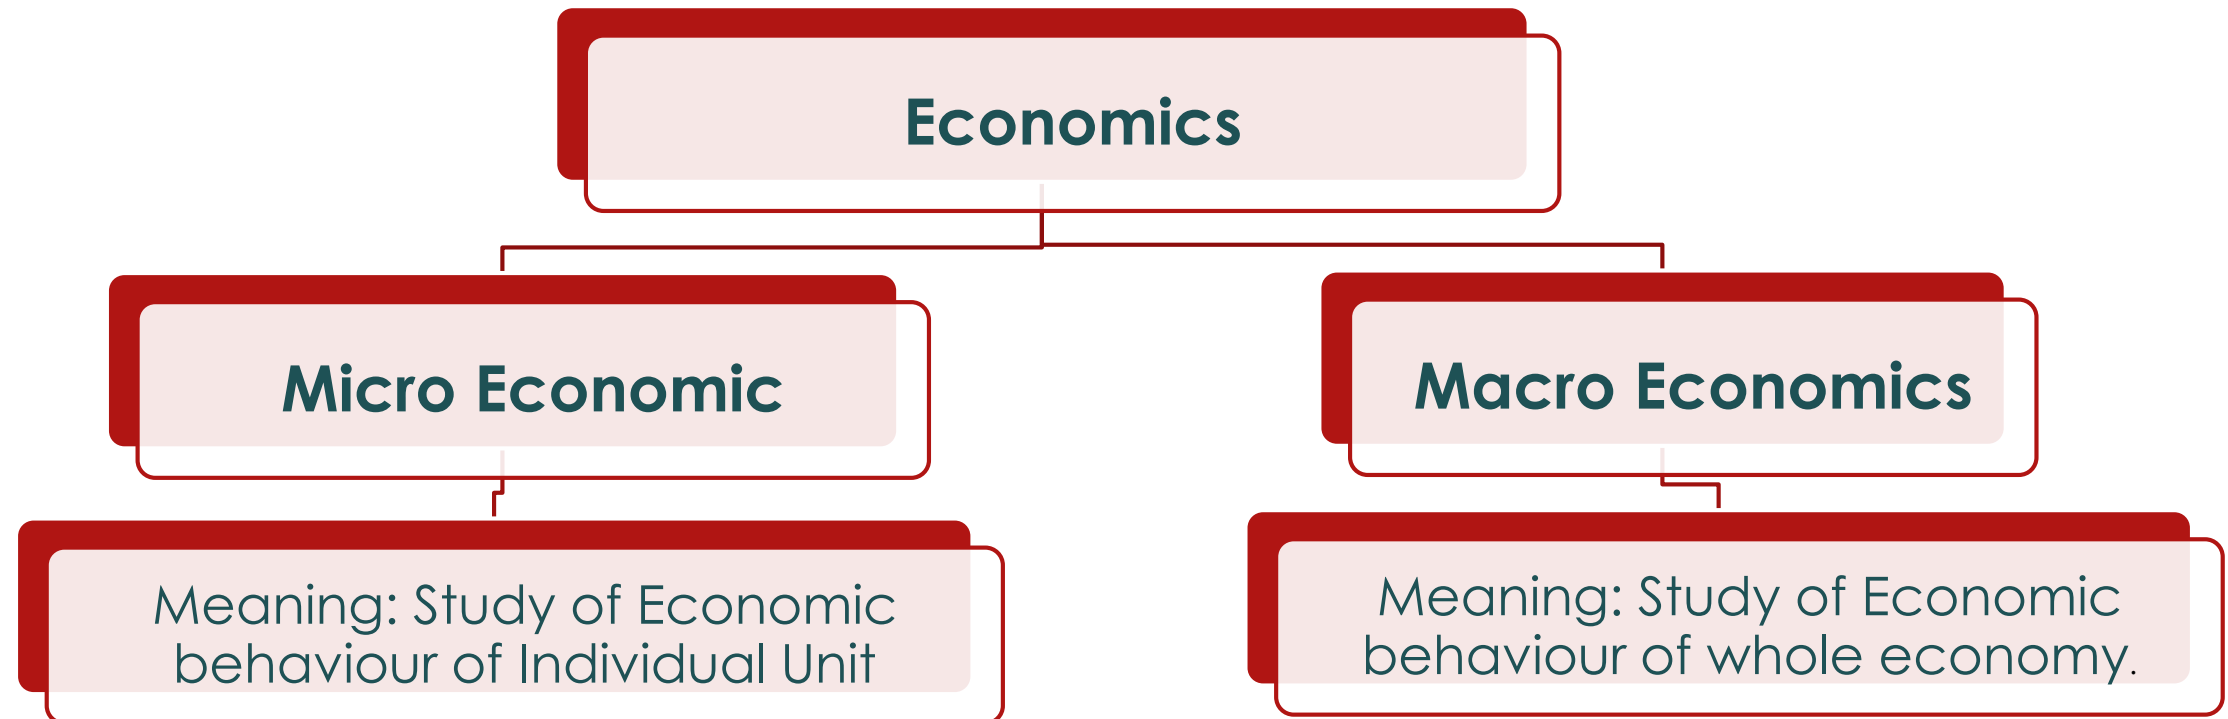 Economics
Micro Economic
Macro Economics
Meaning: Study of Economic
behaviour of Individual Unit
Meaning: Study of Economic
behaviour of whole economy.